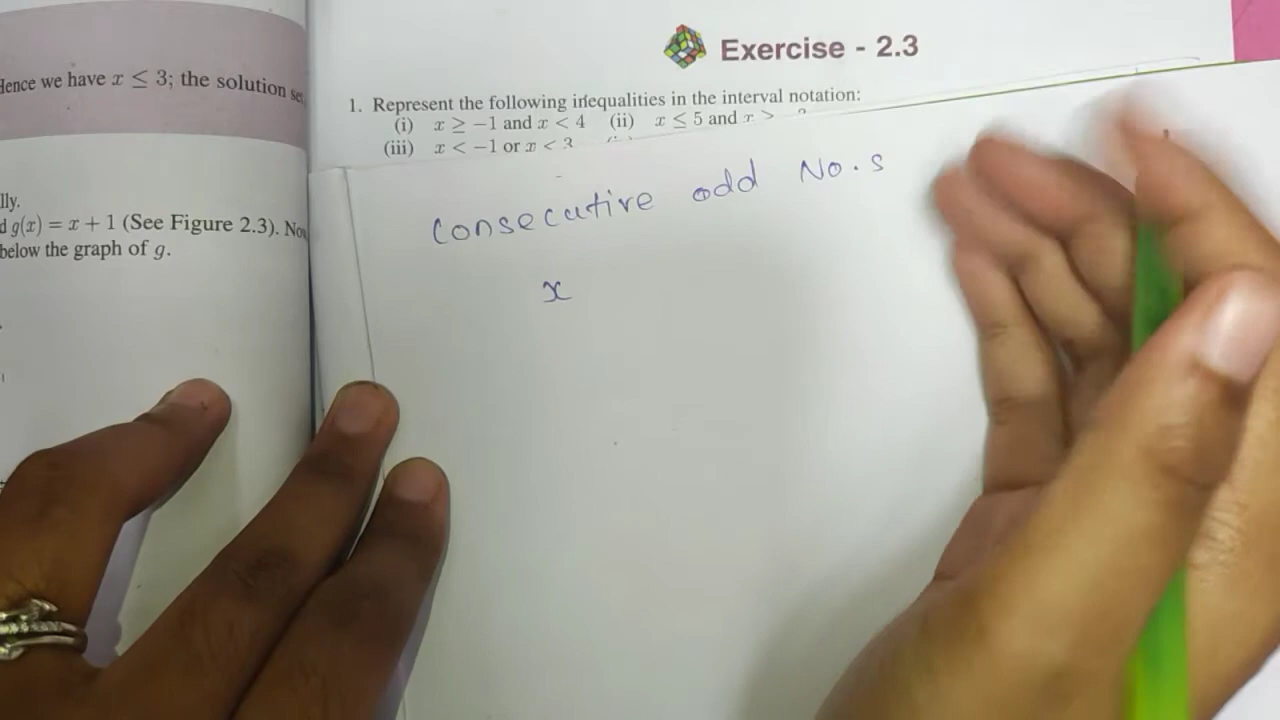 Hence we have x ≤ 3; the solution se
lly.
d g(x) = x + 1 (See Figure 2.3). Now
below the graph of g.
Exercise - 2.3
1. Represent the following inequalities in the interval notation:
(i) x ≥ −1 and x < 4 (ii) x ≤ 5 and x >
(iii) x < −1 or x < 3
Consecutive odd No.s
x